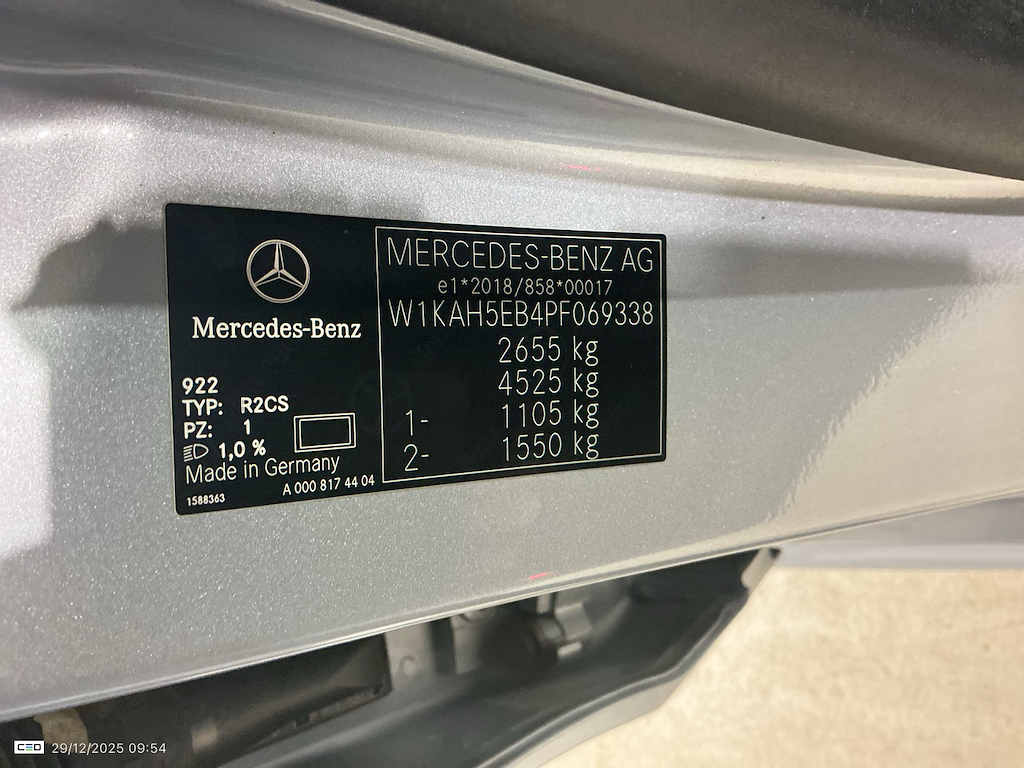 Mercedes-Benz
922
TYP: R2CS
PZ: 1
1,0 %
Made in Germany
1588363
A 000 817 44 04
MERCEDES-BENZ AG
e1*2018/858*00017
W1KAH5EB4PF069338
2655 kg
4525 kg
1- 1105 kg
2- 1550 kg
CEO 29/12/2025 09:54